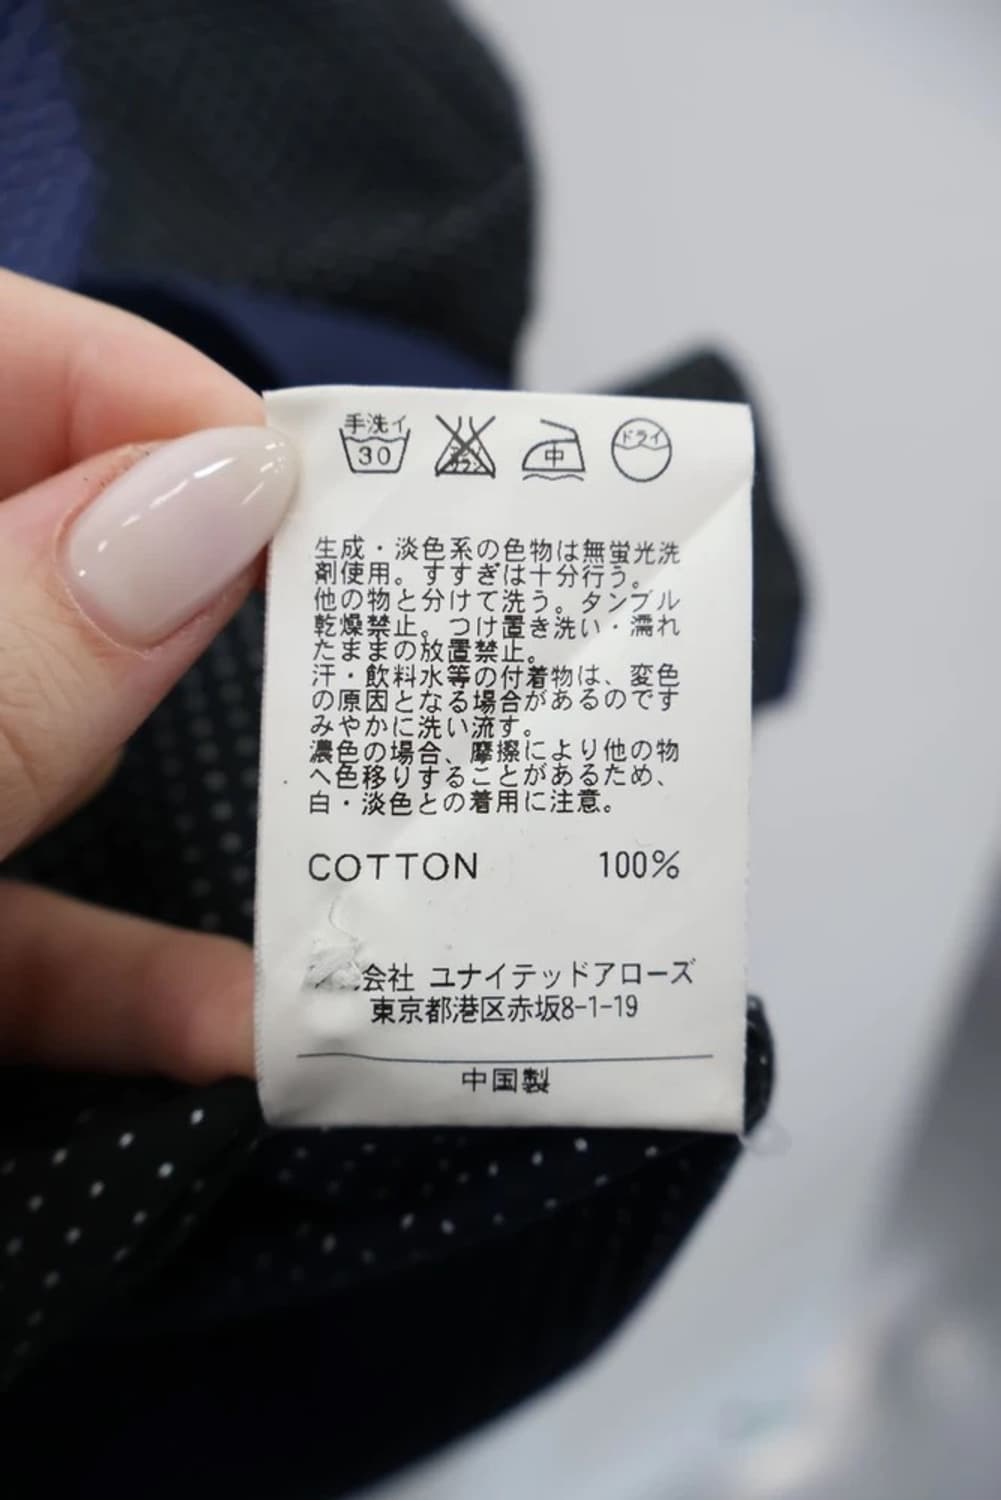 手洗イ
30
中
ドライ
生成・淡色系の色物は無蛍光洗
剤使用。すすぎは十分行う。
他の物と分けて洗う。タンブル
乾燥禁止。つけ置き洗い・濡れ
たままの放置禁止。
汗・飲料水等の付着物は、変色
の原因となる場合があるのです
みやかに洗い流す。
濃色の場合、摩擦により他の物
へ色移りすることがあるため、
白・淡色との着用に注意。
COTTON 100%
会社 ユナイテッドアローズ
東京都港区赤坂8-1-19
中国製